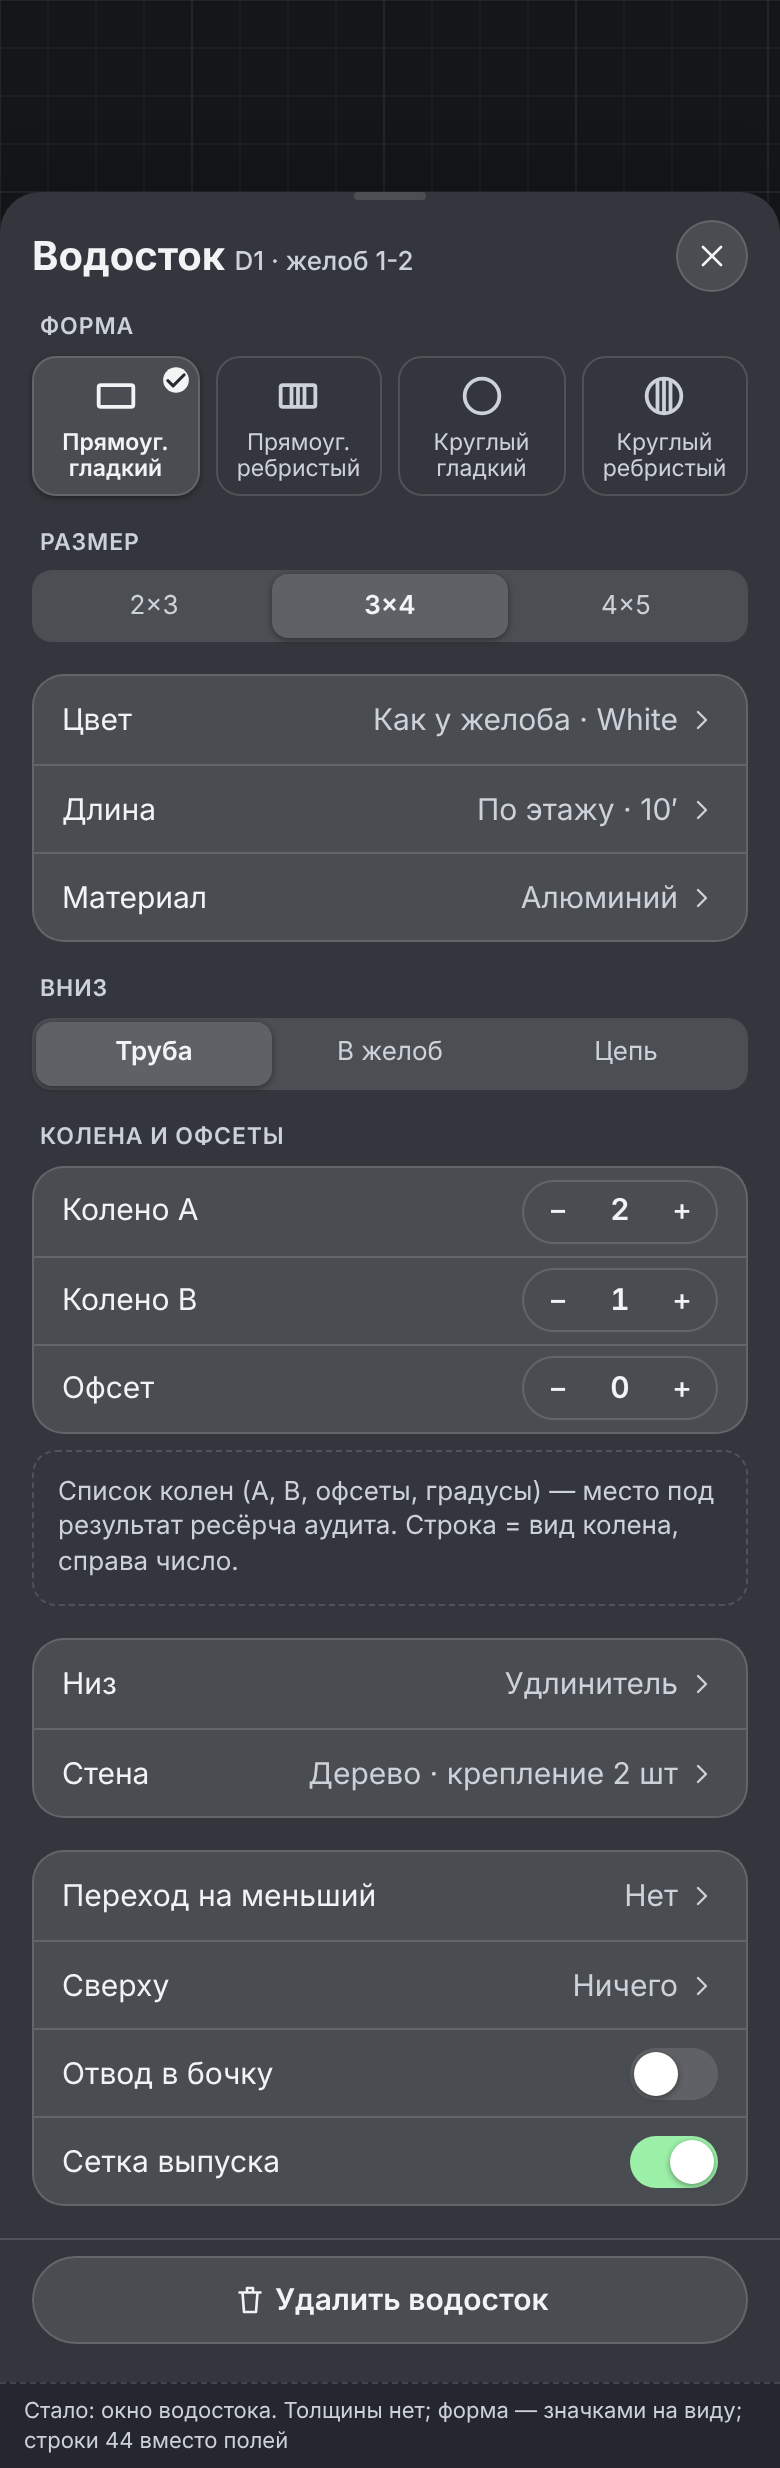 Водосток D1 · желоб 1-2
ФОРМА
Прямоуг. гладкий
Прямоуг. ребристый
Круглый гладкий
Круглый ребристый
РАЗМЕР
2×3 3×4 4×5
Цвет Как у желоба · White
Длина По этажу · 10′
Материал Алюминий
ВНИЗ
Труба В желоб Цепь
КОЛЕНА И ОФСЕТЫ
Колено A − 2 +
Колено B − 1 +
Офсет − 0 +
Список колен (A, B, офсеты, градусы) — место под
результат ресёрча аудита. Строка = вид колена,
справа число.
Низ Удлинитель
Стена Дерево · крепление 2 шт
Переход на меньший Нет
Сверху Ничего
Отвод в бочку
Сетка выпуска
Удалить водосток
Стало: окно водостока. Толщины нет; форма — значками на виду;
строки 44 вместо полей